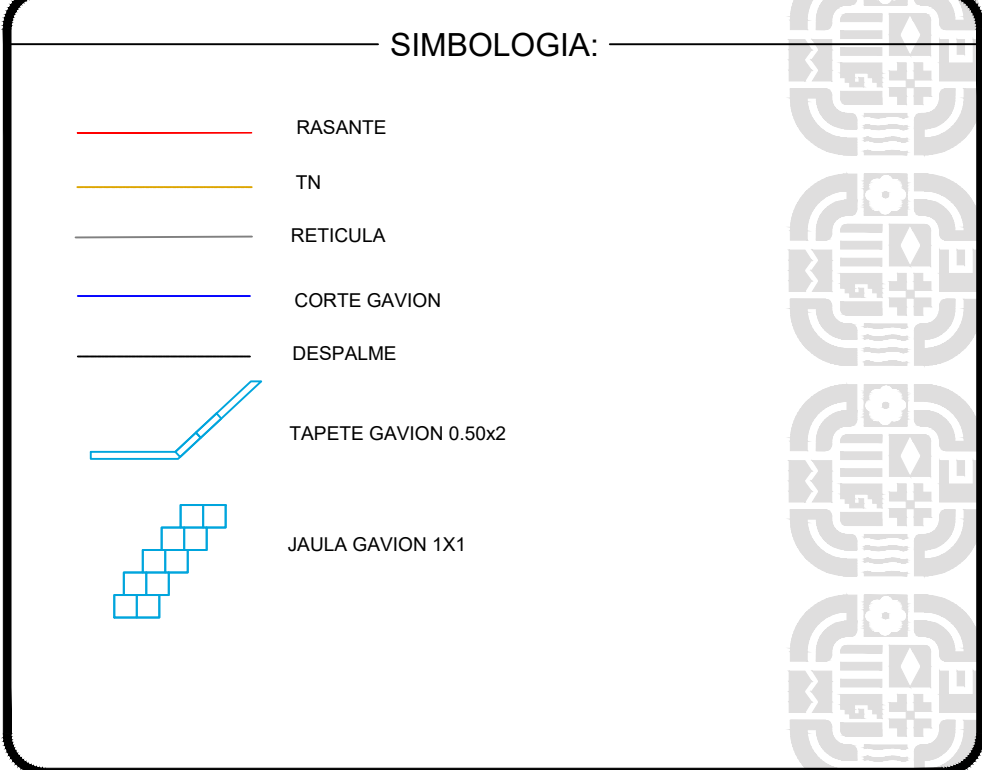 SIMBOLOGIA:
RASANTE
TN
RETICULA
CORTE GAVION
DESPALME
TAPETE GAVION 0.50x2
JAULA GAVION 1X1